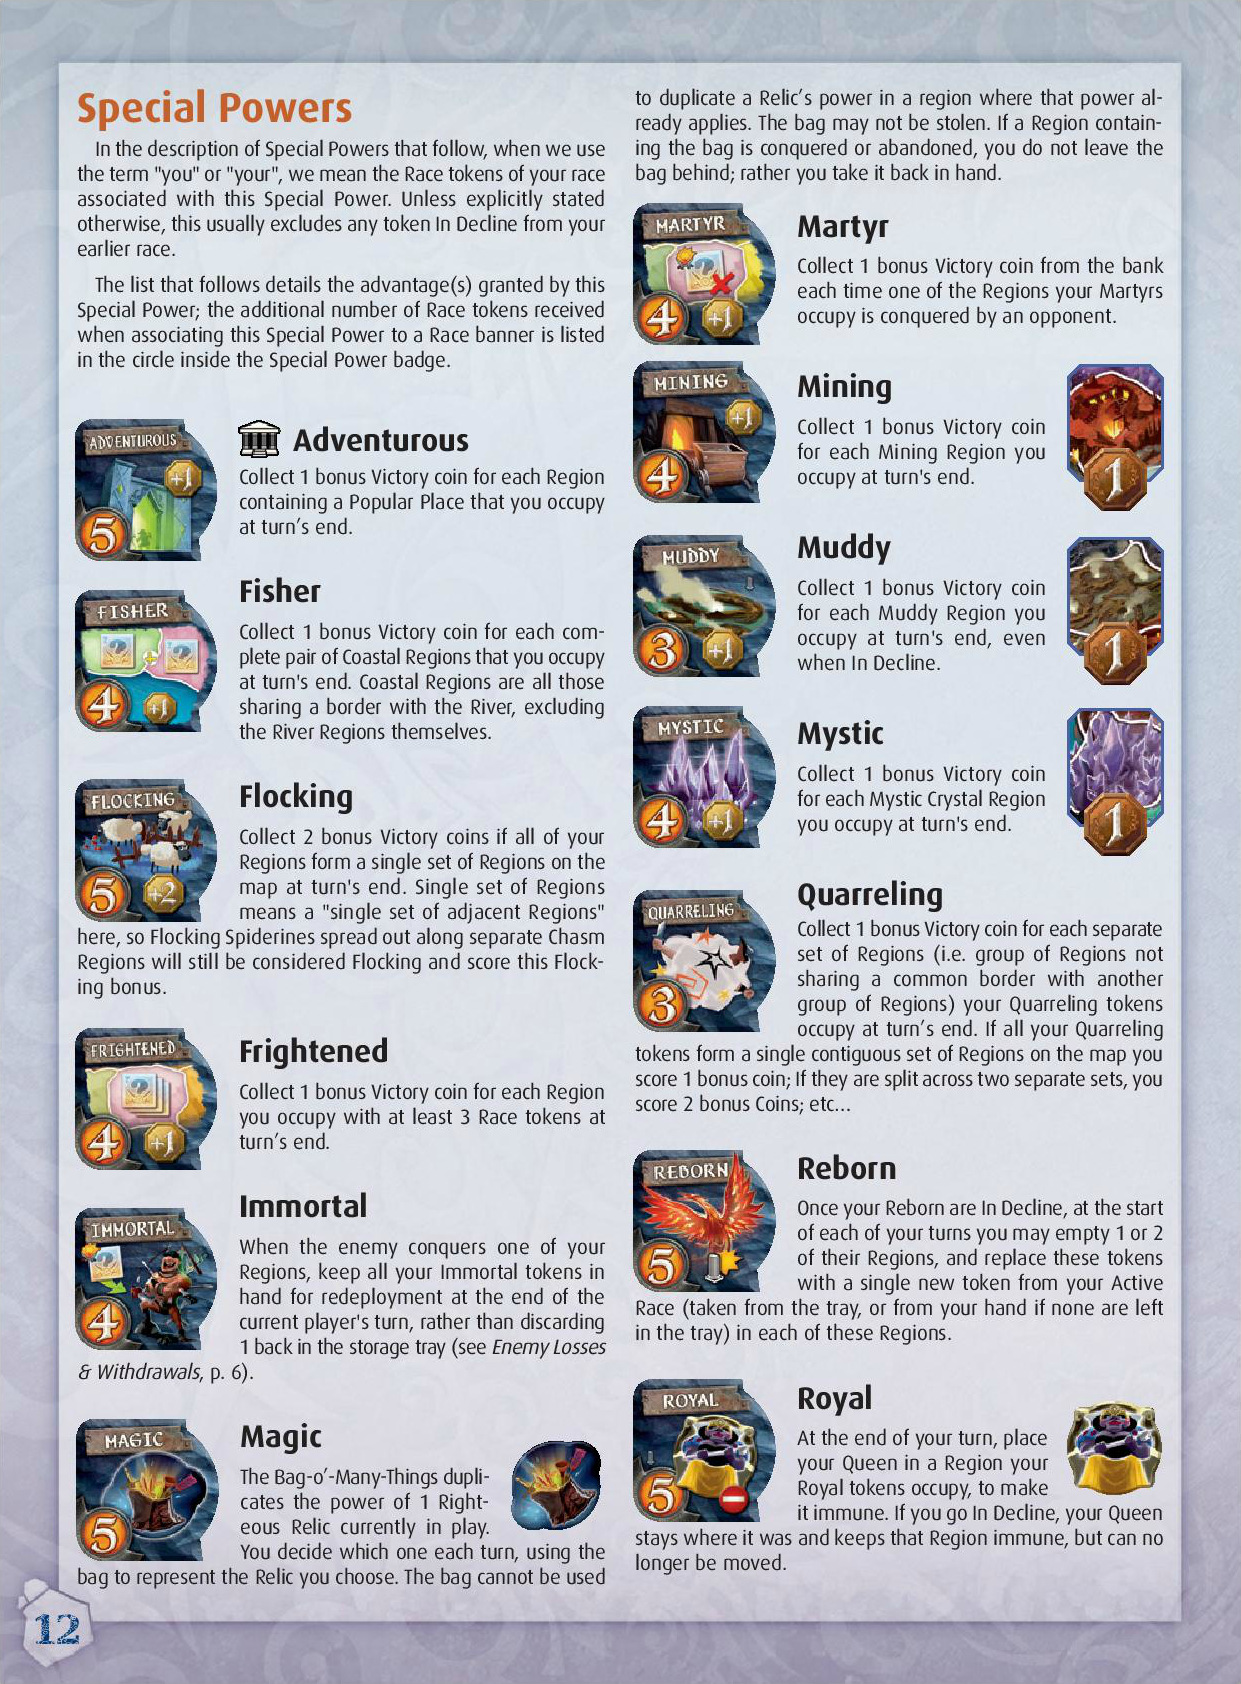 Special Powers
In the description of Special Powers that follow, when we use
the term "you" or "your", we mean the Race tokens of your race
associated with this Special Power. Unless explicitly stated
otherwise, this usually excludes any token In Decline from your
earlier race.
The list that follows details the advantage(s) granted by this
Special Power; the additional number of Race tokens received
when associating this Special Power to a Race banner is listed
in the circle inside the Special Power badge.
ADVENTUROUS
+1
5
Adventurous
Collect 1 bonus Victory coin for each Region
containing a Popular Place that you occupy
at turn’s end.
FISHER
4
+1
Fisher
Collect 1 bonus Victory coin for each com-
plete pair of Coastal Regions that you occupy
at turn's end. Coastal Regions are all those
sharing a border with the River, excluding
the River Regions themselves.
FLOCKING
5
+2
Flocking
Collect 2 bonus Victory coins if all of your
Regions form a single set of Regions on the
map at turn's end. Single set of Regions
means a "single set of adjacent Regions"
here, so Flocking Spiderines spread out along separate Chasm
Regions will still be considered Flocking and score this Flock-
ing bonus.
FRIGHTENED
4
+1
Frightened
Collect 1 bonus Victory coin for each Region
you occupy with at least 3 Race tokens at
turn’s end.
IMMORTAL
4
Immortal
When the enemy conquers one of your
Regions, keep all your Immortal tokens in
hand for redeployment at the end of the
current player's turn, rather than discarding
1 back in the storage tray (see Enemy Losses
& Withdrawals, p. 6).
MAGIC
5
Magic
The Bag-o’-Many-Things dupli-
cates the power of 1 Right-
eous Relic currently in play.
You decide which one each turn, using the
bag to represent the Relic you choose. The bag cannot be used
to duplicate a Relic’s power in a region where that power al-
ready applies. The bag may not be stolen. If a Region contain-
ing the bag is conquered or abandoned, you do not leave the
bag behind; rather you take it back in hand.
MARTYR
4
+1
Martyr
Collect 1 bonus Victory coin from the bank
each time one of the Regions your Martyrs
occupy is conquered by an opponent.
MINING
+1
4
Mining
Collect 1 bonus Victory coin
for each Mining Region you
occupy at turn's end.
1
MUDDY
3
+1
Muddy
Collect 1 bonus Victory coin
for each Muddy Region you
occupy at turn's end, even
when In Decline.
1
MYSTIC
4
+1
Mystic
Collect 1 bonus Victory coin
for each Mystic Crystal Region
you occupy at turn's end.
1
QUARRELING
3
Quarreling
Collect 1 bonus Victory coin for each separate
set of Regions (i.e. group of Regions not
sharing a common border with another
group of Regions) your Quarreling tokens
occupy at turn’s end. If all your Quarreling
tokens form a single contiguous set of Regions on the map you
score 1 bonus coin; If they are split across two separate sets, you
score 2 bonus Coins; etc...
REBORN
5
Reborn
Once your Reborn are In Decline, at the start
of each of your turns you may empty 1 or 2
of their Regions, and replace these tokens
with a single new token from your Active
Race (taken from the tray, or from your hand if none are left
in the tray) in each of these Regions.
ROYAL
5
Royal
At the end of your turn, place
your Queen in a Region your
Royal tokens occupy, to make
it immune. If you go In Decline, your Queen
stays where it was and keeps that Region immune, but can no
longer be moved.
12